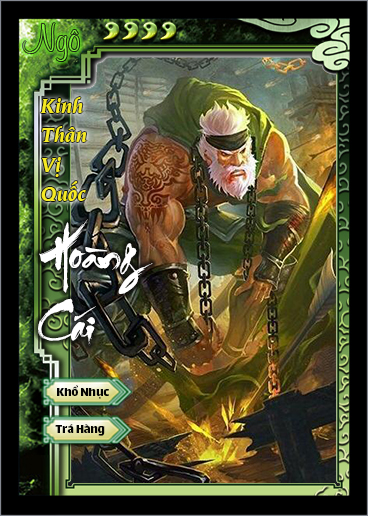 Ngô
Kinh
Thân
Vị
Quốc
Hoàng
Cái
Khổ Nhục
Trá Hàng